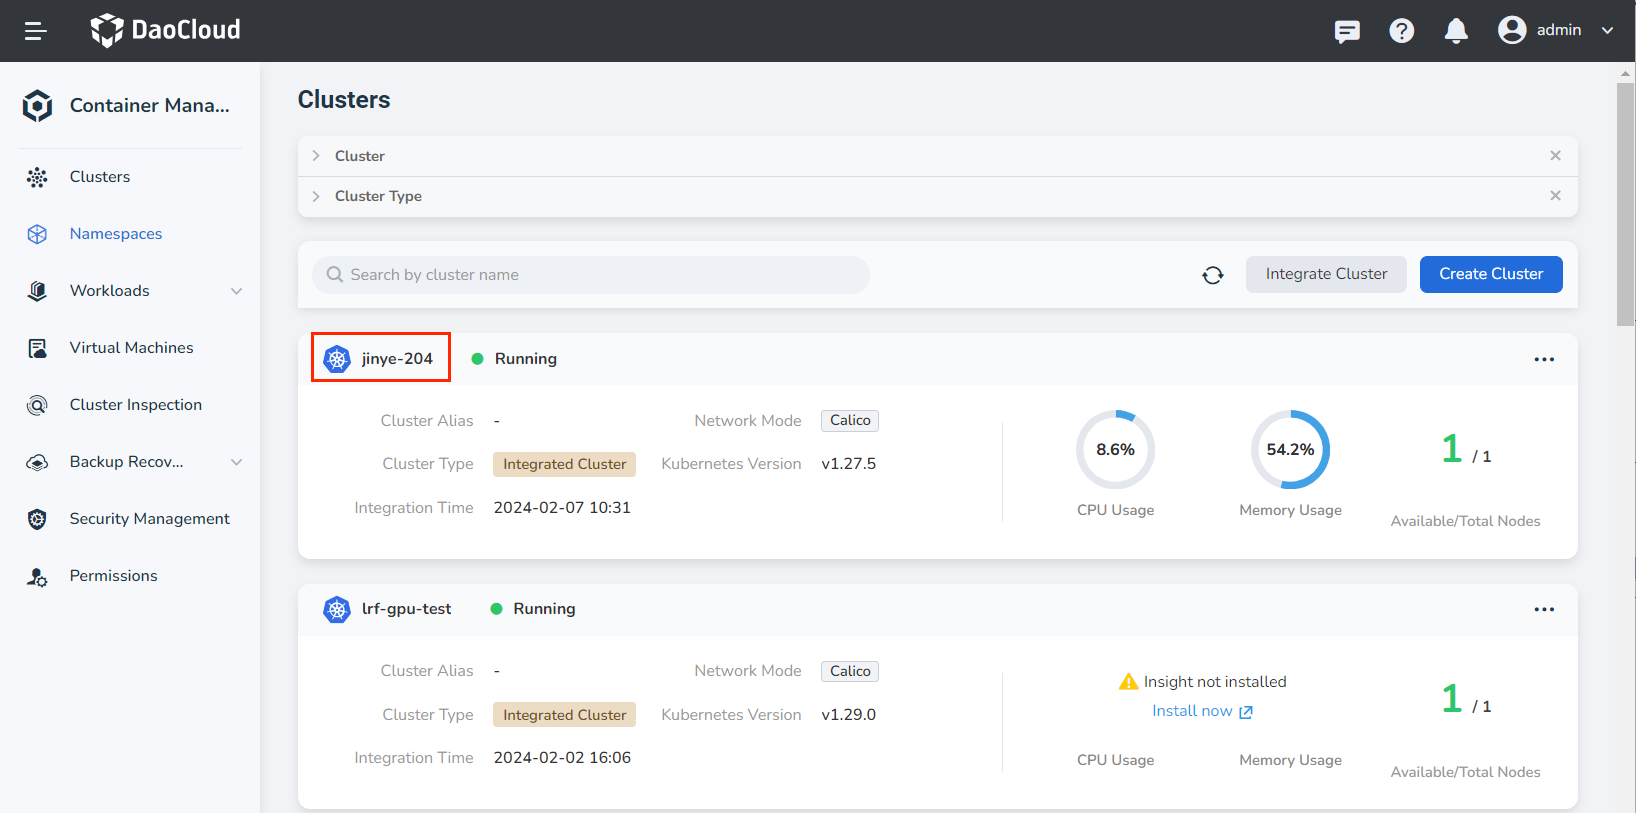 DaoCloud
admin
Container Mana...
Clusters
Namespaces
Workloads
Virtual Machines
Cluster Inspection
Backup Recov...
Security Management
Permissions
Clusters
Cluster
Cluster Type
Search by cluster name
Integrate Cluster
Create Cluster
jinye-204
Running
Cluster Alias -
Network Mode Calico
Cluster Type Integrated Cluster
Kubernetes Version v1.27.5
Integration Time 2024-02-07 10:31
8.6%
CPU Usage
54.2%
Memory Usage
1 / 1
Available/Total Nodes
lrf-gpu-test
Running
Cluster Alias -
Network Mode Calico
Cluster Type Integrated Cluster
Kubernetes Version v1.29.0
Integration Time 2024-02-02 16:06
Insight not installed
Install now
CPU Usage
Memory Usage
1 / 1
Available/Total Nodes